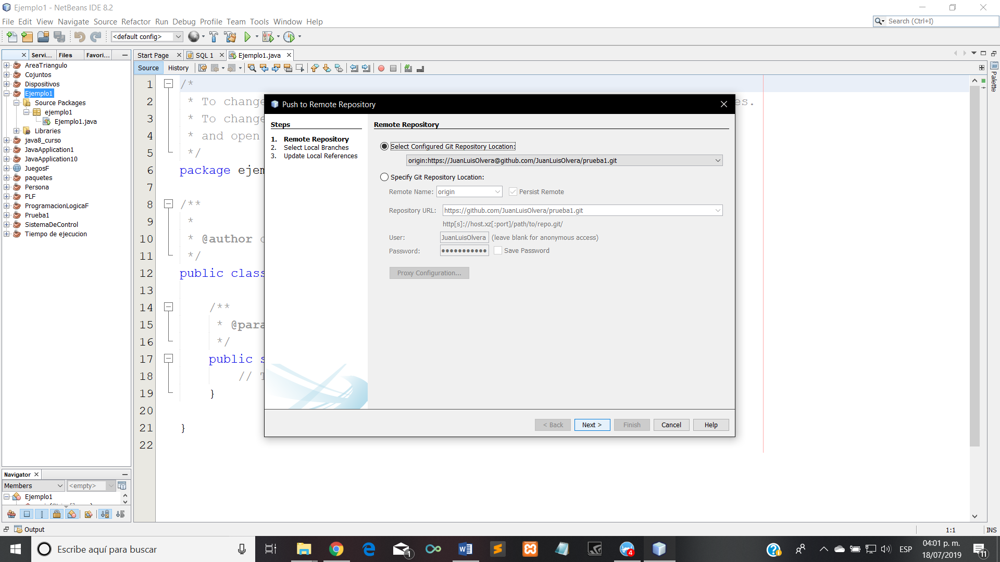 Ejemplo1 - NetBeans IDE 8.2
File Edit View Navigate Source Refactor Run Debug Profile Team Tools Window Help
Search (Ctrl+I)
<default config>
Servi... Files Favori...
Start Page SQL 1 Ejemplo1.java
Source History
AreaTriangulo
Cojuntos
Dispositivos
Ejemplo1
Source Packages
ejemplo1
Ejemplo1.java
Libraries
java8_curso
JavaApplication1
JavaApplication10
JuegosF
paquetes
Persona
PLF
ProgramacionLogicaF
Prueba1
SistemaDeControl
Tiempo de ejecucion
Palette
1 /*
2 * To change es.
3 * To change
4 * and open
5 */
6 package ejem
7
8 /**
9 *
10 * @author
11 */
12 public class
13
14 /**
15 * @para
16 */
17 public s
18 // T
19 }
20
21 }
22
Push to Remote Repository
Steps
1. Remote Repository
2. Select Local Branches
3. Update Local References
Remote Repository
Select Configured Git Repository Location:
origin:https://JuanLuisOlvera@github.com/JuanLuisOlvera/prueba1.git
Specify Git Repository Location:
Remote Name: origin Persist Remote
Repository URL: https://github.com/JuanLuisOlvera/prueba1.git
http[s]://host.xz[:port]/path/to/repo.git/
User: JuanLuisOlvera (leave blank for anonymous access)
Password: ●●●●●●●●●●● Save Password
Proxy Configuration...
< Back Next > Finish Cancel Help
Navigator
Members <empty>
Ejemplo1
Output
1:1 INS
Escribe aquí para buscar
1
4
ESP
04:01 p. m.
18/07/2019
11